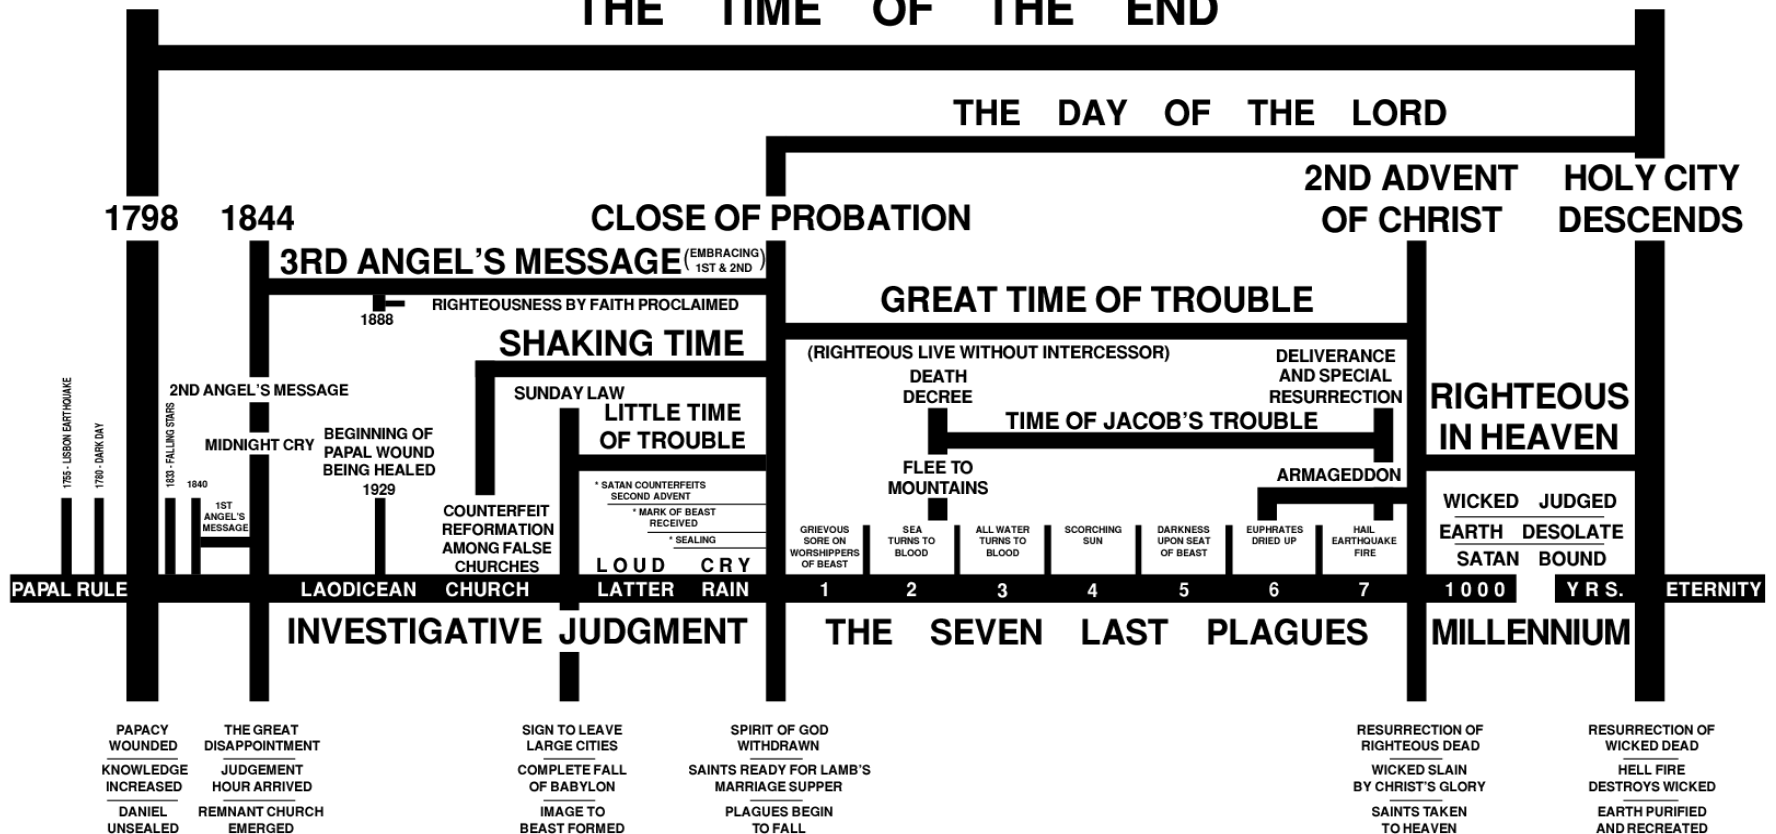 THE TIME OF THE END
THE DAY OF THE LORD
2ND ADVENT
OF CHRIST
HOLY CITY
DESCENDS
1798
1844
CLOSE OF PROBATION
3RD ANGEL'S MESSAGE
(EMBRACING
1ST & 2ND)
RIGHTEOUSNESS BY FAITH PROCLAIMED
1888
GREAT TIME OF TROUBLE
SHAKING TIME
(RIGHTEOUS LIVE WITHOUT INTERCESSOR)
DEATH
DECREE
DELIVERANCE
AND SPECIAL
RESURRECTION
2ND ANGEL'S MESSAGE
SUNDAY LAW
LITTLE TIME
OF TROUBLE
TIME OF JACOB'S TROUBLE
RIGHTEOUS
IN HEAVEN
1755 - LISBON EARTHQUAKE
1780 - DARK DAY
1833 - FALLING STARS
1840
MIDNIGHT CRY
BEGINNING OF
PAPAL WOUND
BEING HEALED
1929
1ST
ANGEL'S
MESSAGE
COUNTERFEIT
REFORMATION
AMONG FALSE
CHURCHES
* SATAN COUNTERFEITS
SECOND ADVENT
* MARK OF BEAST
RECEIVED
* SEALING
LOUD CRY
FLEE TO
MOUNTAINS
ARMAGEDDON
GRIEVOUS
SORE ON
WORSHIPPERS
OF BEAST
SEA
TURNS TO
BLOOD
ALL WATER
TURNS TO
BLOOD
SCORCHING
SUN
DARKNESS
UPON SEAT
OF BEAST
EUPHRATES
DRIED UP
HAIL
EARTHQUAKE
FIRE
WICKED JUDGED
EARTH DESOLATE
SATAN BOUND
PAPAL RULE
LAODICEAN CHURCH
LATTER RAIN
1 2 3 4 5 6 7
1000 YRS.
ETERNITY
INVESTIGATIVE JUDGMENT
THE SEVEN LAST PLAGUES
MILLENNIUM
PAPACY
WOUNDED
KNOWLEDGE
INCREASED
DANIEL
UNSEALED
THE GREAT
DISAPPOINTMENT
JUDGEMENT
HOUR ARRIVED
REMNANT CHURCH
EMERGED
SIGN TO LEAVE
LARGE CITIES
COMPLETE FALL
OF BABYLON
IMAGE TO
BEAST FORMED
SPIRIT OF GOD
WITHDRAWN
SAINTS READY FOR LAMB'S
MARRIAGE SUPPER
PLAGUES BEGIN
TO FALL
RESURRECTION OF
RIGHTEOUS DEAD
WICKED SLAIN
BY CHRIST'S GLORY
SAINTS TAKEN
TO HEAVEN
RESURRECTION OF
WICKED DEAD
HELL FIRE
DESTROYS WICKED
EARTH PURIFIED
AND RECREATED